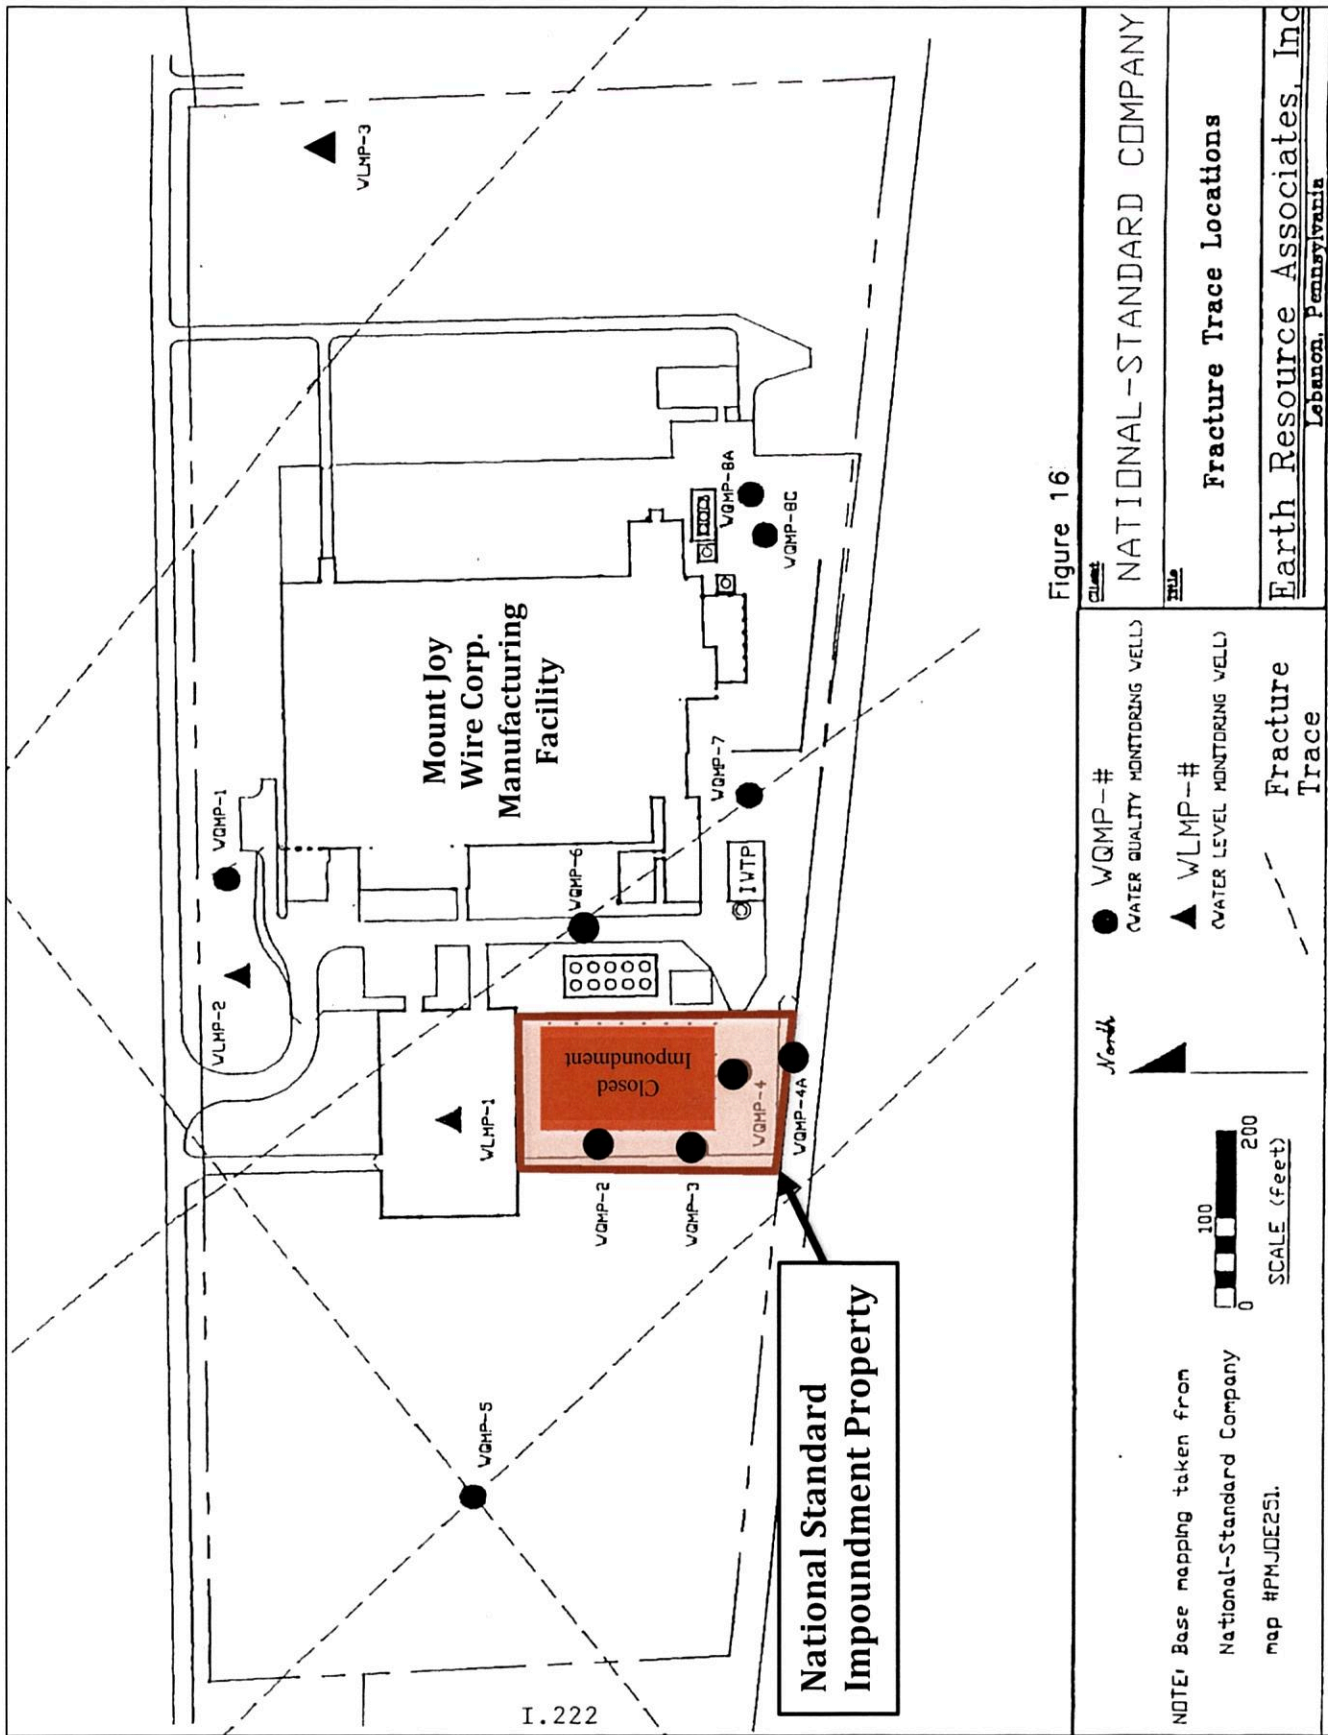 WLMP-3
WQMP-1
WLMP-2
Mount Joy
Wire Corp.
Manufacturing
Facility
WQMP-8A
WQMP-8C
WQMP-7
WQMP-6
IWTP
WLMP-1
Closed
Impoundment
WQMP-2
WQMP-3
WQMP-4
WQMP-4A
WQMP-5
National Standard
Impoundment Property
I.222
Figure 16
Client
NATIONAL-STANDARD COMPANY
Title
Fracture Trace Locations
Earth Resource Associates, Inc
Lebanon, Pennsylvania
WQMP-#
(WATER QUALITY MONITORING WELL)
WLMP-#
(WATER LEVEL MONITORING WELL)
Fracture
Trace
North
0 100 200
SCALE (feet)
NOTE: Base mapping taken from
National-Standard Company
map #PMJOE251.